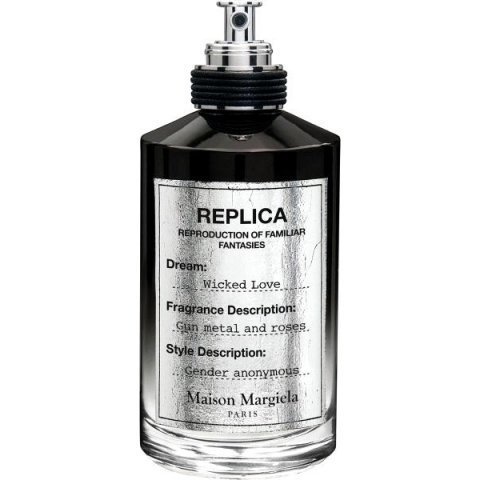 REPLICA
REPRODUCTION OF FAMILIAR
FANTASIES
Dream:
Wicked Love
Fragrance Description:
Gun metal and roses
Style Description:
Gender anonymous
Maison Margiela
PARIS